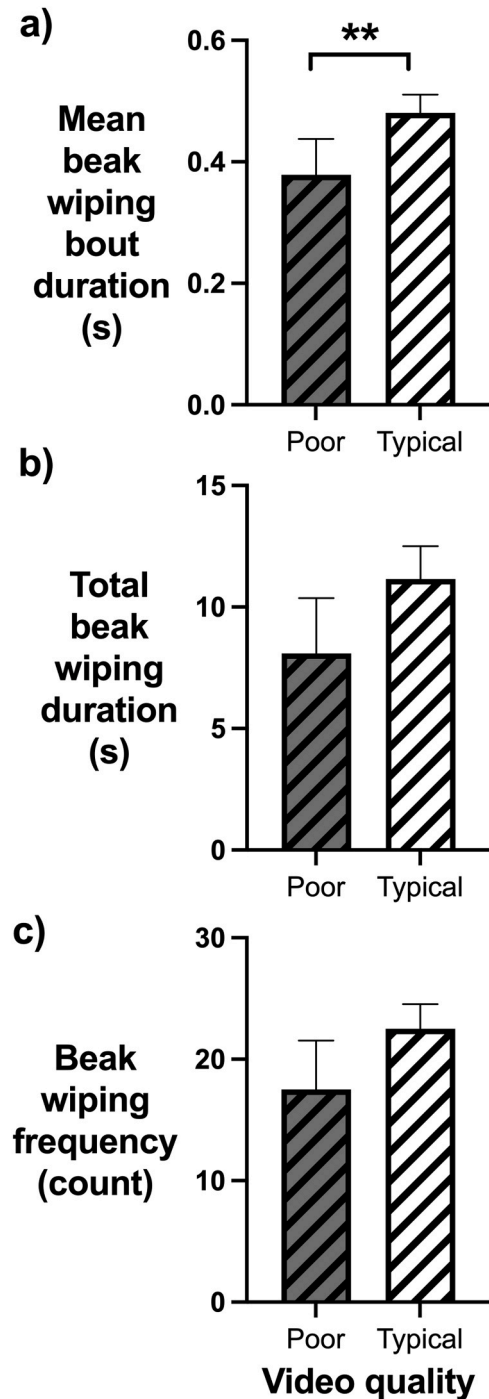 a)
Mean
beak
wiping
bout
duration
(s)
0.6
0.4
0.2
0.0
**
Poor Typical
b)
Total
beak
wiping
duration
(s)
15
10
5
0
Poor Typical
c)
Beak
wiping
frequency
(count)
30
20
10
0
Poor Typical
Video quality